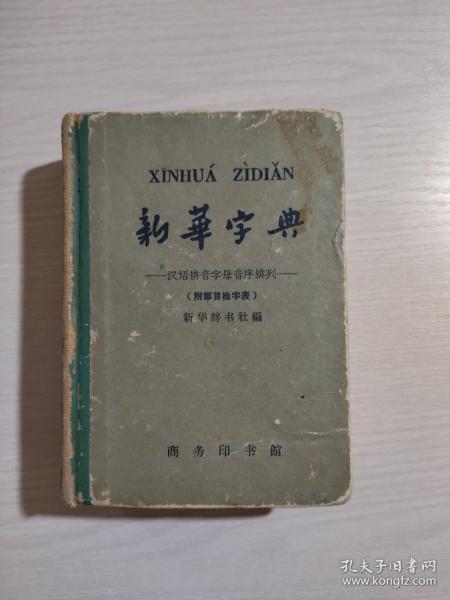 XĪNHUÁ ZÌDIǍN
新華字典
——汉语拼音字母音序排列——
（附部首检字表）
新华辞书社編
商务印书館
孔夫子旧书网
www.kongfz.com